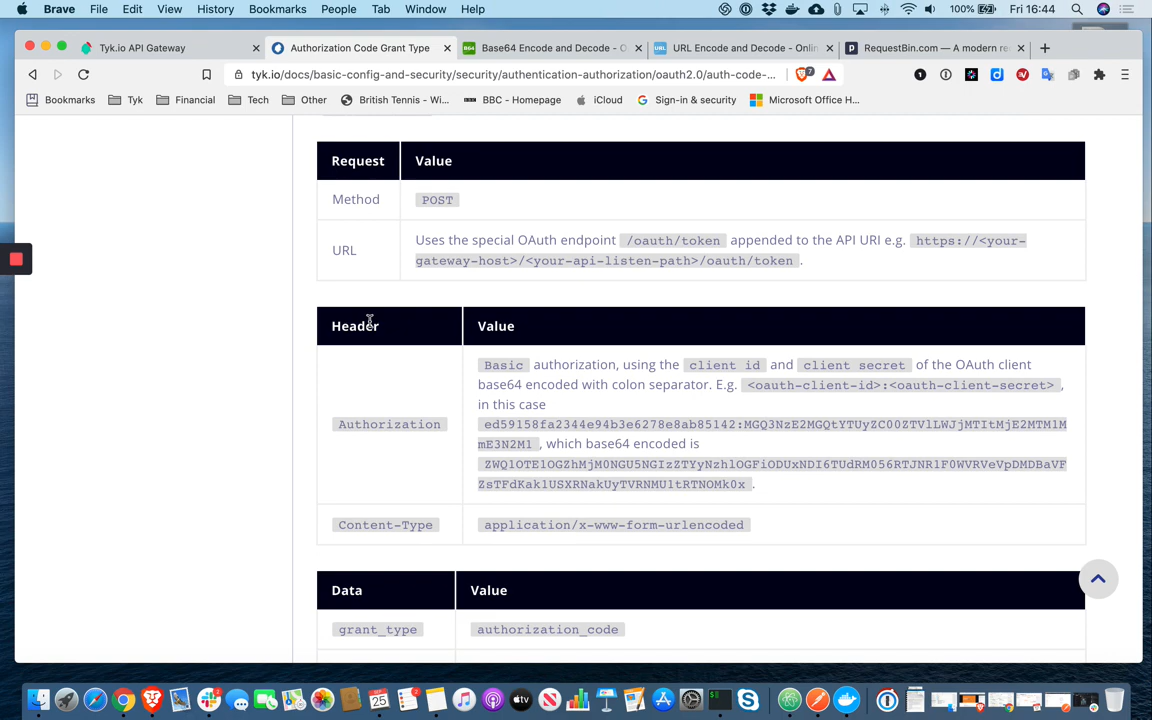 Brave File Edit View History Bookmarks People Tab Window Help 100% Fri 16:44
Tyk.io API Gateway × Authorization Code Grant Type × Base64 Encode and Decode - O × URL Encode and Decode - Onlin × RequestBin.com — A modern re × +
tyk.io/docs/basic-config-and-security/security/authentication-authorization/oauth2.0/auth-code-... 7
Bookmarks Tyk Financial Tech Other British Tennis - Wi... BBC - Homepage iCloud Sign-in & security Microsoft Office H...
Request Value
Method POST
URL Uses the special OAuth endpoint /oauth/token appended to the API URI e.g. https://<your-
gateway-host>/<your-api-listen-path>/oauth/token .
Header Value
Basic authorization, using the client id and client secret of the OAuth client
base64 encoded with colon separator. E.g. <oauth-client-id>:<oauth-client-secret> ,
in this case
Authorization ed59158fa2344e94b3e6278e8ab85142:MGQ3NzE2MGQtYTUyZC00ZTVlLWJjMTItMjE2MTM1M
mE3N2M1 , which base64 encoded is
ZWQ1OTE1OGZhMjM0NGU5NGIzZTYyNzhlOGFiODUxNDI6TUdRM056RTJNR1F0WVRVeVpDMDBaVF
ZsTFdKak1USXRNakUyTVRNMU1tRTNOMk0x .
Content-Type application/x-www-form-urlencoded
Data Value
grant_type authorization_code